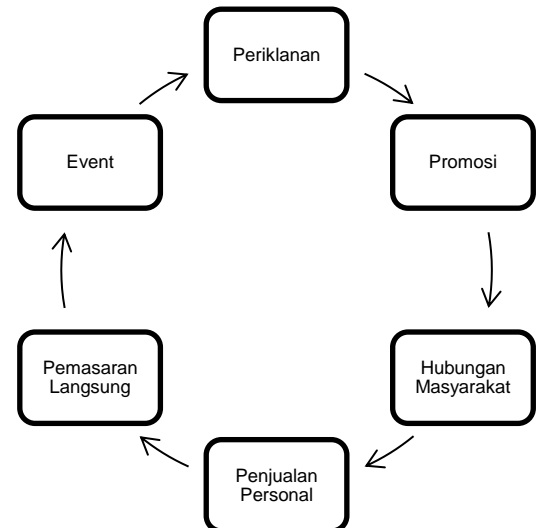 Periklanan
Promosi
Hubungan
Masyarakat
Penjualan
Personal
Pemasaran
Langsung
Event